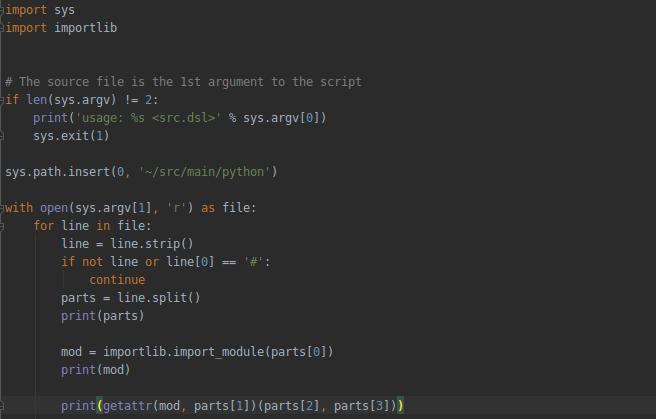 import sys
import importlib
# The source file is the 1st argument to the script
if len(sys.argv) != 2:
    print('usage: %s <src.dsl>' % sys.argv[0])
    sys.exit(1)
sys.path.insert(0, '~/src/main/python')
with open(sys.argv[1], 'r') as file:
    for line in file:
        line = line.strip()
        if not line or line[0] == '#':
            continue
        parts = line.split()
        print(parts)
        mod = importlib.import_module(parts[0])
        print(mod)
        print(getattr(mod, parts[1])(parts[2], parts[3]))